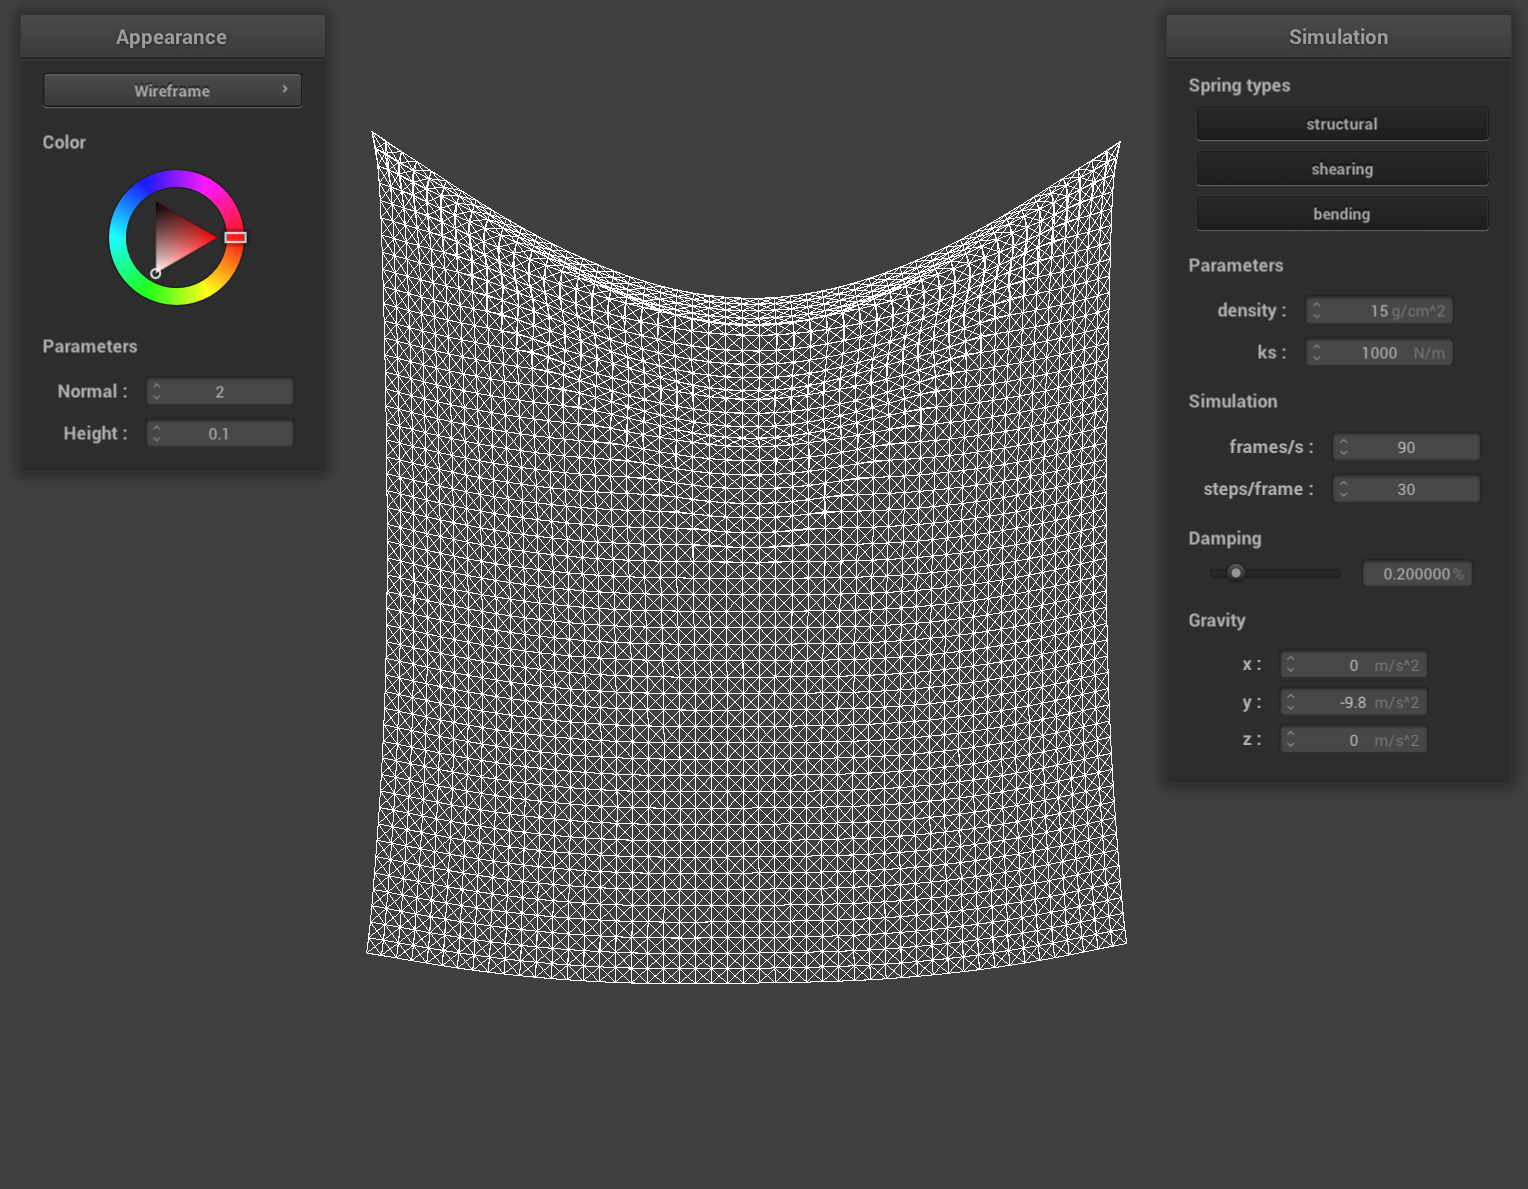 Appearance
Wireframe ›
Color
Parameters
Normal : 2
Height : 0.1
Simulation
Spring types
structural
shearing
bending
Parameters
density : 15 g/cm^2
ks : 1000 N/m
Simulation
frames/s : 90
steps/frame : 30
Damping
0.200000 %
Gravity
x : 0 m/s^2
y : -9.8 m/s^2
z : 0 m/s^2